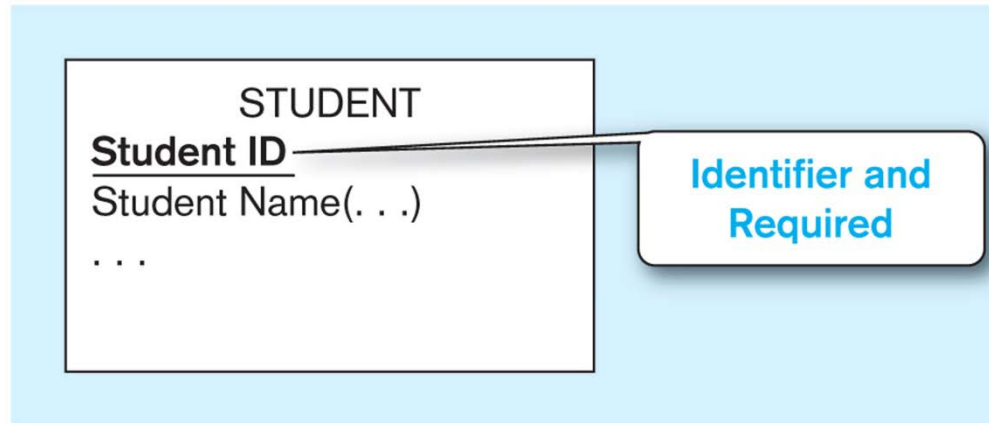 STUDENT
Student ID
Student Name(. . .)
. . .
Identifier and
Required